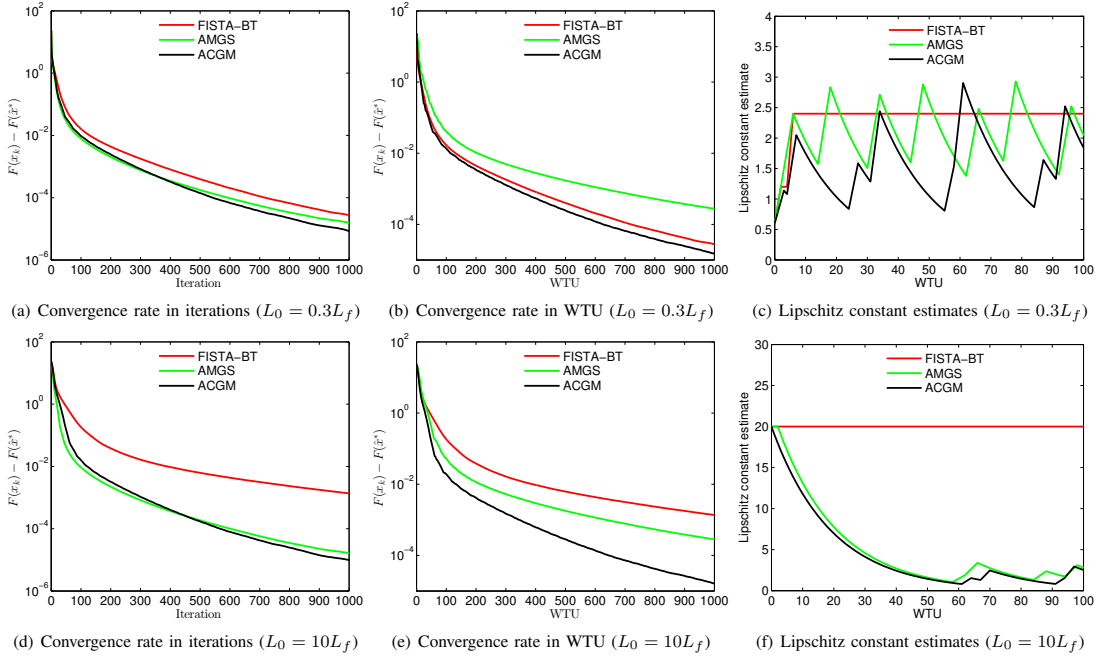 FISTA−BT
AMGS
ACGM
F(x_k) − F(x̂*)
10^2
10^0
10^−2
10^−4
10^−6
0 100 200 300 400 500 600 700 800 900 1000
Iteration
(a) Convergence rate in iterations (L_0 = 0.3L_f)
FISTA−BT
AMGS
ACGM
F(x_k) − F(x̂*)
10^2
10^0
10^−2
10^−4
0 100 200 300 400 500 600 700 800 900 1000
WTU
(b) Convergence rate in WTU (L_0 = 0.3L_f)
FISTA−BT
AMGS
ACGM
Lipschitz constant estimate
4
3.5
3
2.5
2
1.5
1
0.5
0
0 10 20 30 40 50 60 70 80 90 100
WTU
(c) Lipschitz constant estimates (L_0 = 0.3L_f)
FISTA−BT
AMGS
ACGM
F(x_k) − F(x̂*)
10^2
10^0
10^−2
10^−4
10^−6
0 100 200 300 400 500 600 700 800 900 1000
Iteration
(d) Convergence rate in iterations (L_0 = 10L_f)
FISTA−BT
AMGS
ACGM
F(x_k) − F(x̂*)
10^2
10^0
10^−2
10^−4
0 100 200 300 400 500 600 700 800 900 1000
WTU
(e) Convergence rate in WTU (L_0 = 10L_f)
FISTA−BT
AMGS
ACGM
Lipschitz constant estimate
30
25
20
15
10
5
0
0 10 20 30 40 50 60 70 80 90 100
WTU
(f) Lipschitz constant estimates (L_0 = 10L_f)